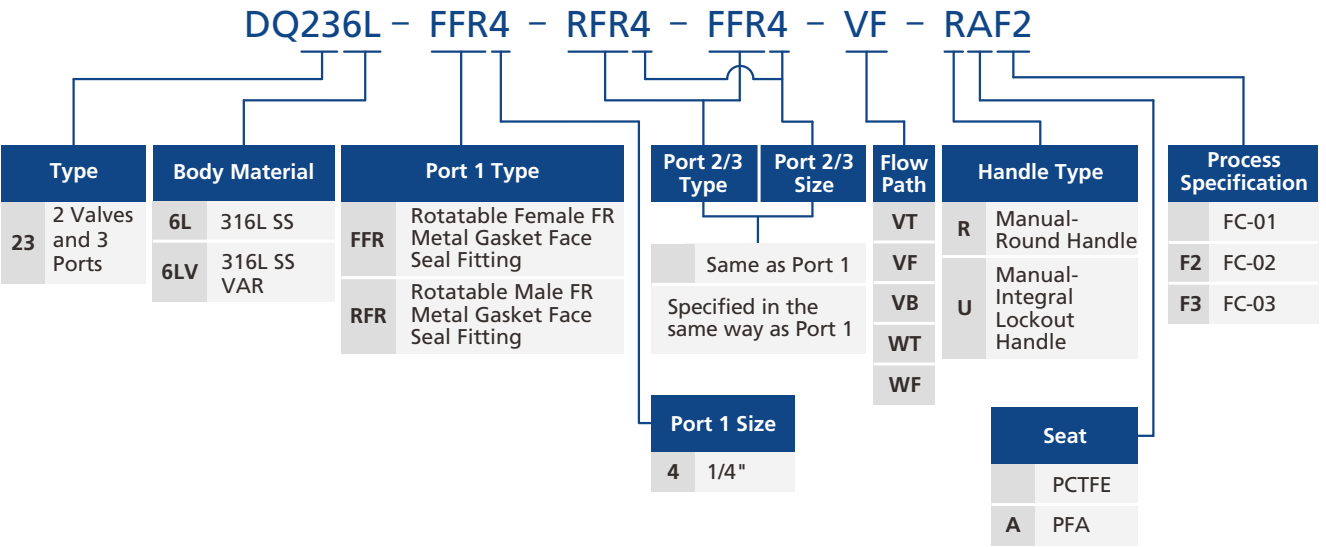 DQ236L – FFR4 – RFR4 – FFR4 – VF – RAF2
Type
23
2 Valves
and 3
Ports
Body Material
6L 316L SS
6LV
316L SS
VAR
Port 1 Type
FFR
Rotatable Female FR
Metal Gasket Face
Seal Fitting
RFR
Rotatable Male FR
Metal Gasket Face
Seal Fitting
Port 1 Size
4 1/4"
Port 2/3
Type
Port 2/3
Size
Same as Port 1
Specified in the
same way as Port 1
Flow
Path
VT
VF
VB
WT
WF
Handle Type
R
Manual-
Round Handle
U
Manual-
Integral
Lockout
Handle
Seat
PCTFE
A PFA
Process
Specification
FC-01
F2 FC-02
F3 FC-03